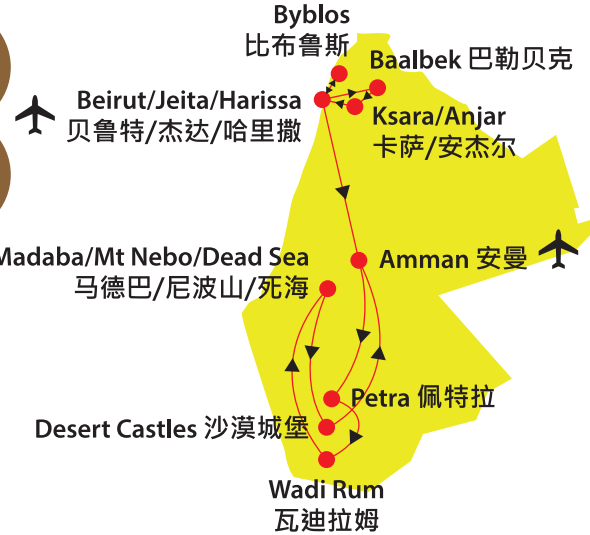 Byblos
比布鲁斯
Baalbek 巴勒贝克
Beirut/Jeita/Harissa
贝鲁特/杰达/哈里撒
Ksara/Anjar
卡萨/安杰尔
Madaba/Mt Nebo/Dead Sea
马德巴/尼波山/死海
Amman 安曼
Petra 佩特拉
Desert Castles 沙漠城堡
Wadi Rum
瓦迪拉姆